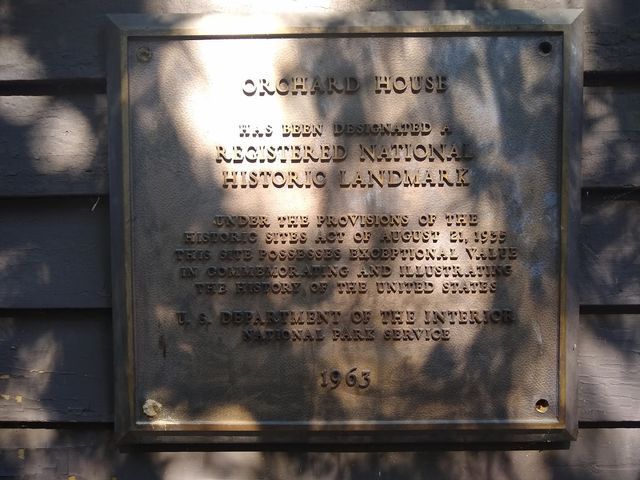 ORCHARD HOUSE
HAS BEEN DESIGNATED A
REGISTERED NATIONAL
HISTORIC LANDMARK
UNDER THE PROVISIONS OF THE
HISTORIC SITES ACT OF AUGUST 21, 1935
THIS SITE POSSESSES EXCEPTIONAL VALUE
IN COMMEMORATING AND ILLUSTRATING
THE HISTORY OF THE UNITED STATES
U. S. DEPARTMENT OF THE INTERIOR
NATIONAL PARK SERVICE
1963